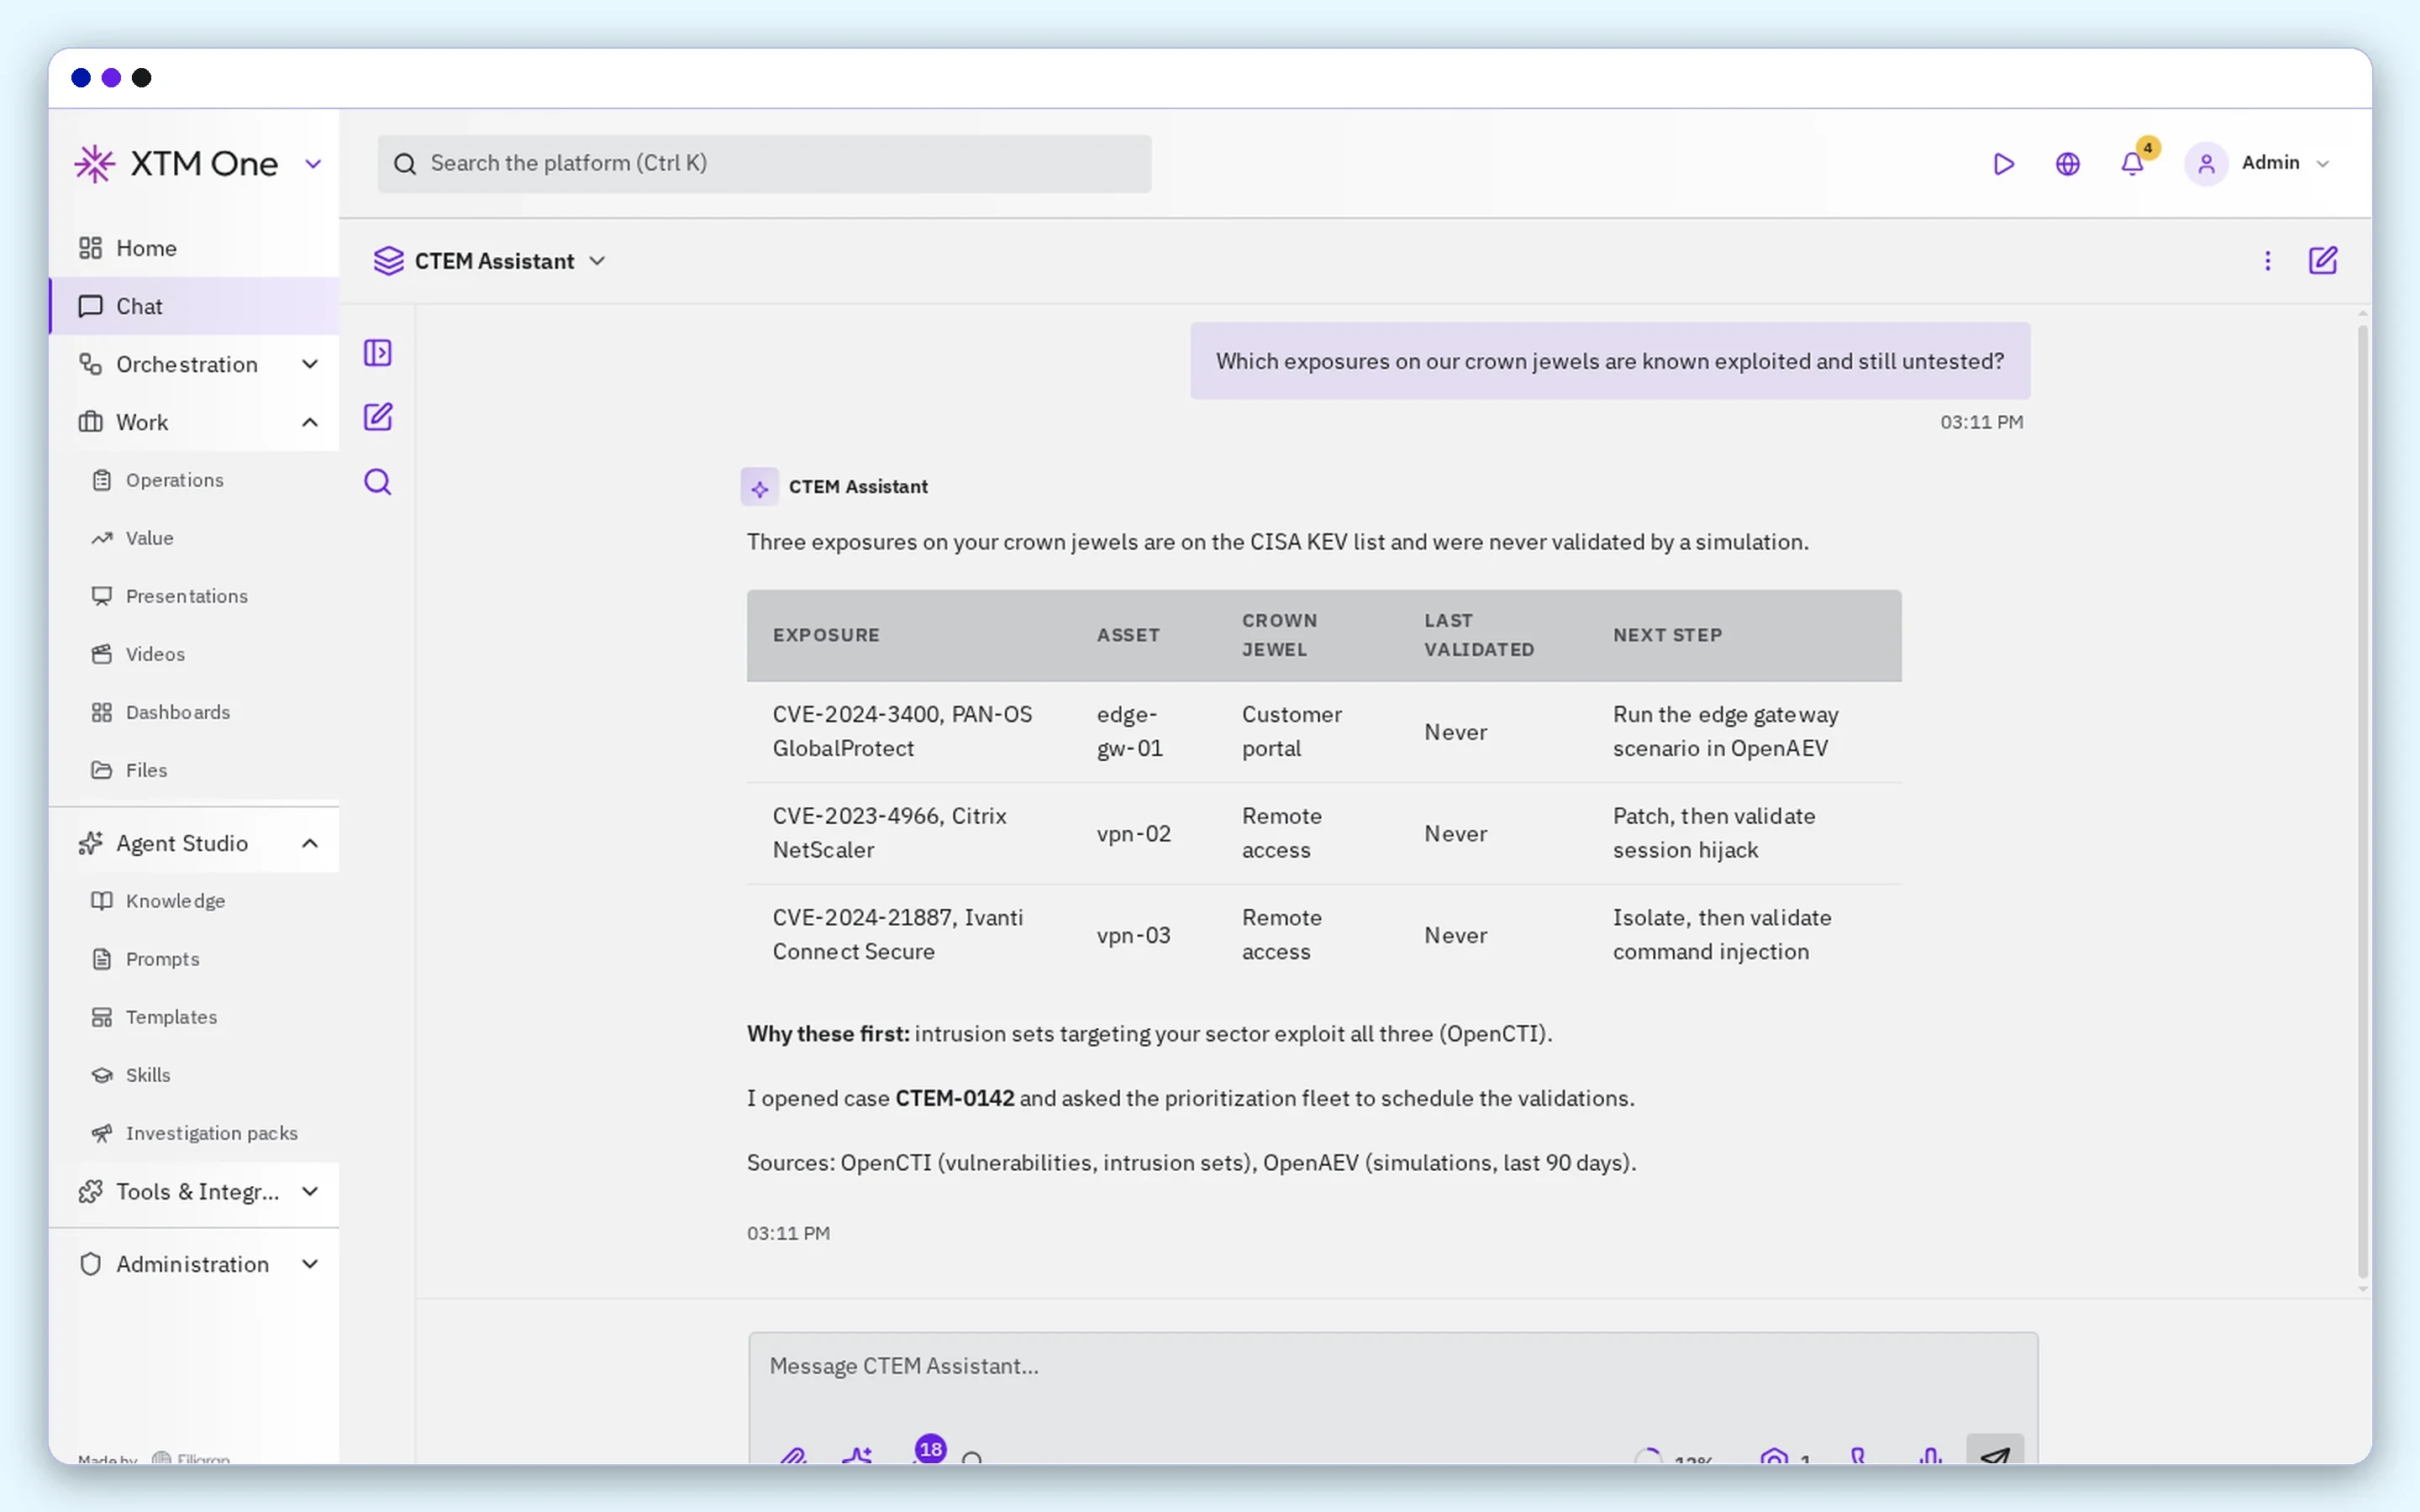 XTM One
Search the platform (Ctrl K)
4
Admin
Home
Chat
Orchestration
Work
Operations
Value
Presentations
Videos
Dashboards
Files
Agent Studio
Knowledge
Prompts
Templates
Skills
Investigation packs
Tools & Integr...
Administration
Made by Filigran
CTEM Assistant
Which exposures on our crown jewels are known exploited and still untested?
03:11 PM
CTEM Assistant
Three exposures on your crown jewels are on the CISA KEV list and were never validated by a simulation.
EXPOSURE
ASSET
CROWN
JEWEL
LAST
VALIDATED
NEXT STEP
CVE-2024-3400, PAN-OS
GlobalProtect
edge-
gw-01
Customer
portal
Never
Run the edge gateway
scenario in OpenAEV
CVE-2023-4966, Citrix
NetScaler
vpn-02
Remote
access
Never
Patch, then validate
session hijack
CVE-2024-21887, Ivanti
Connect Secure
vpn-03
Remote
access
Never
Isolate, then validate
command injection
Why these first: intrusion sets targeting your sector exploit all three (OpenCTI).
I opened case CTEM-0142 and asked the prioritization fleet to schedule the validations.
Sources: OpenCTI (vulnerabilities, intrusion sets), OpenAEV (simulations, last 90 days).
03:11 PM
Message CTEM Assistant...
18
1